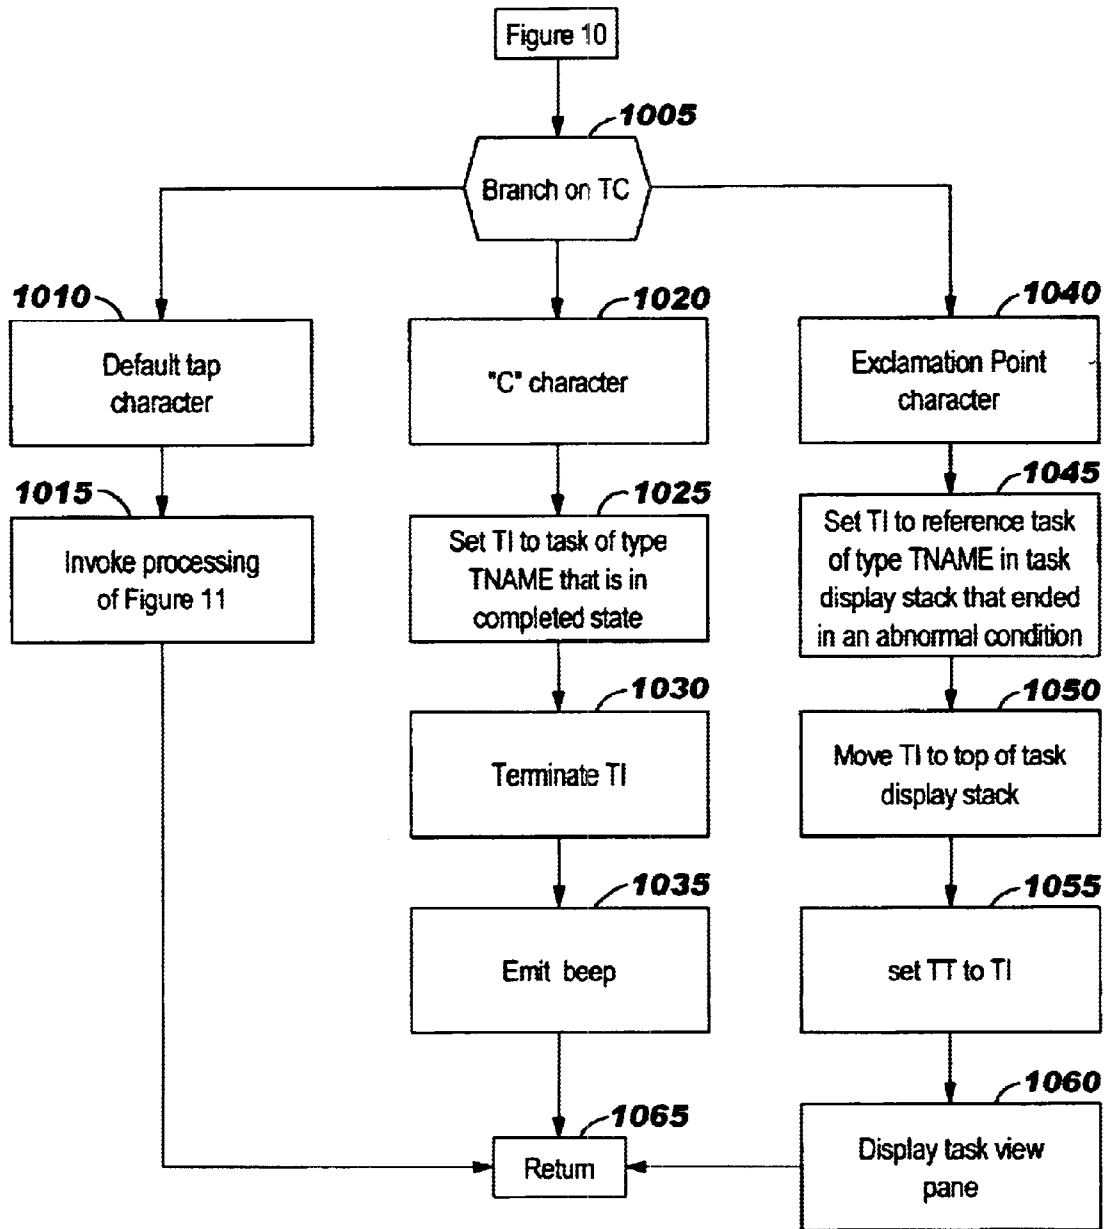 Figure 10
1005
Branch on TC
1010
Default tap
character
1015
Invoke processing
of Figure 11
1020
"C" character
1025
Set TI to task of type
TNAME that is in
completed state
1030
Terminate TI
1035
Emit beep
1040
Exclamation Point
character
1045
Set TI to reference task
of type TNAME in task
display stack that ended
in an abnormal condition
1050
Move TI to top of task
display stack
1055
set TT to TI
1060
Display task view
pane
1065
Return